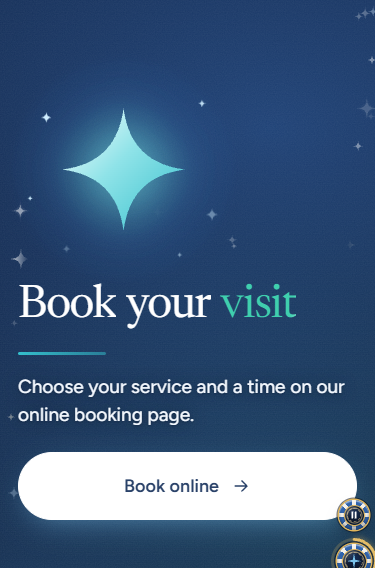 Book your visit
Choose your service and a time on our
online booking page.
Book online →